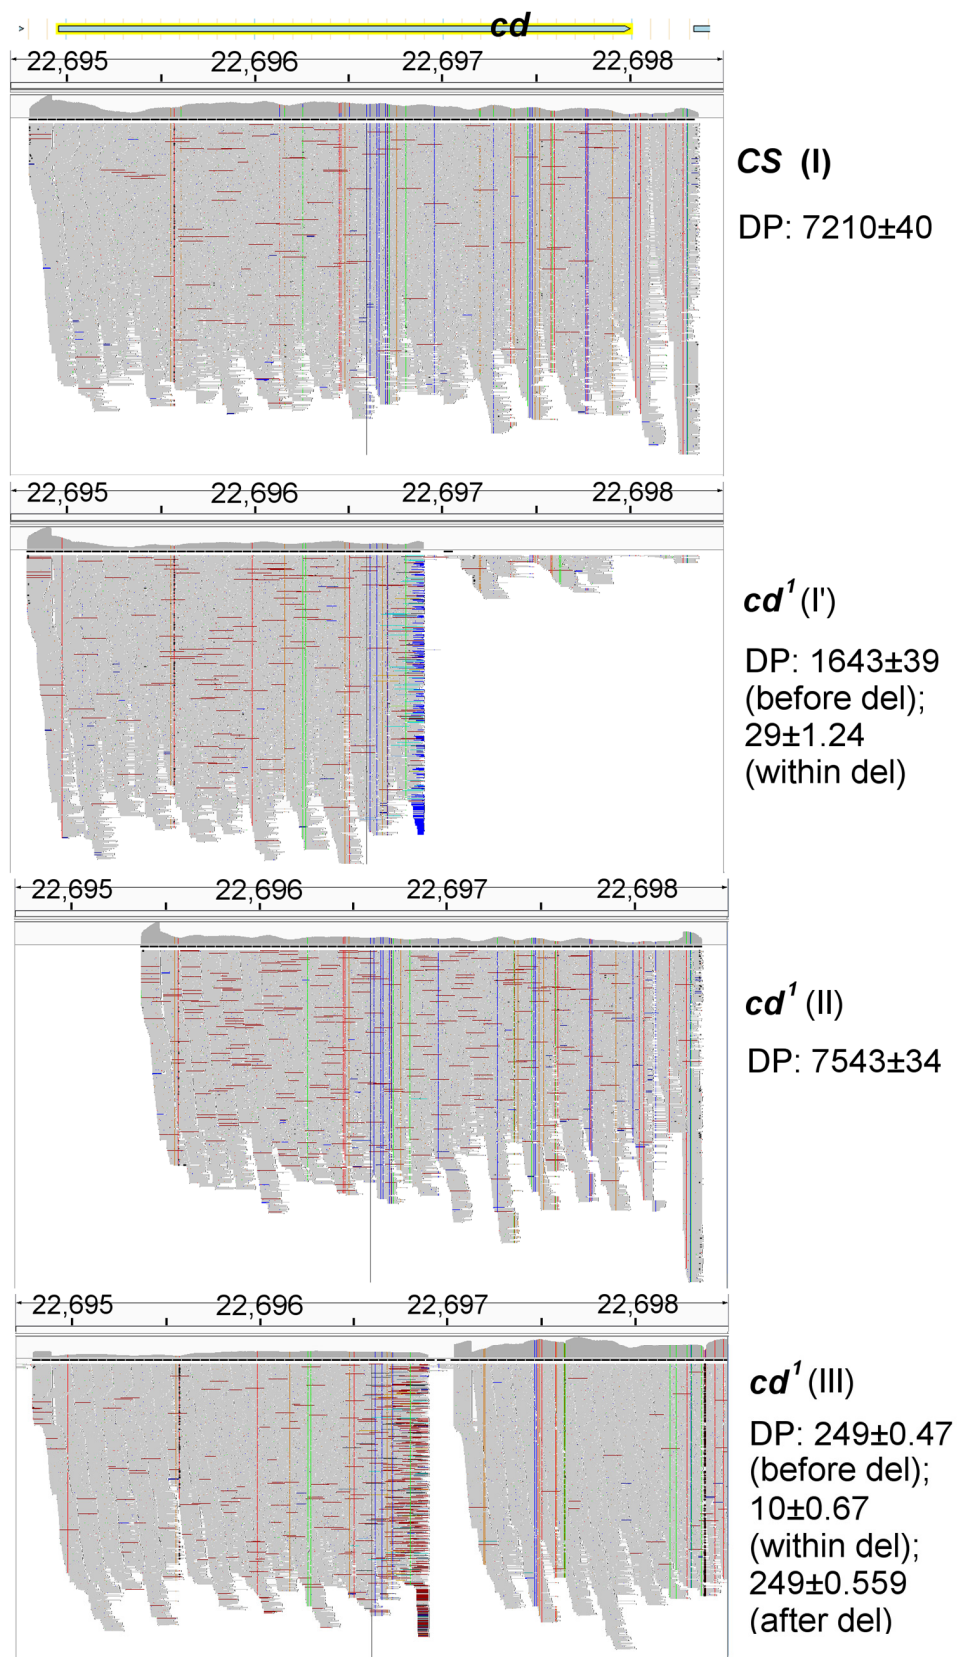 cd
22,695 22,696 22,697 22,698
CS (I)
DP: 7210±40
22,695 22,696 22,697 22,698
cd¹ (I')
DP: 1643±39
(before del);
29±1.24
(within del)
22,695 22,696 22,697 22,698
cd¹ (II)
DP: 7543±34
22,695 22,696 22,697 22,698
cd¹ (III)
DP: 249±0.47
(before del);
10±0.67
(within del);
249±0.559
(after del)